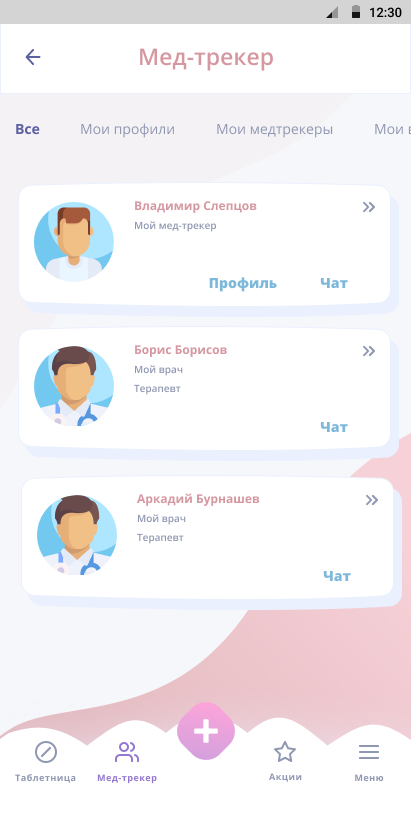 12:30
Мед-трекер
Все Мои профили Мои медтрекеры Мои
Владимир Слепцов
Мой мед-трекер
Профиль Чат
Борис Борисов
Мой врач
Терапевт
Чат
Аркадий Бурнашев
Мой врач
Терапевт
Чат
Таблетница Мед-трекер Акции Меню